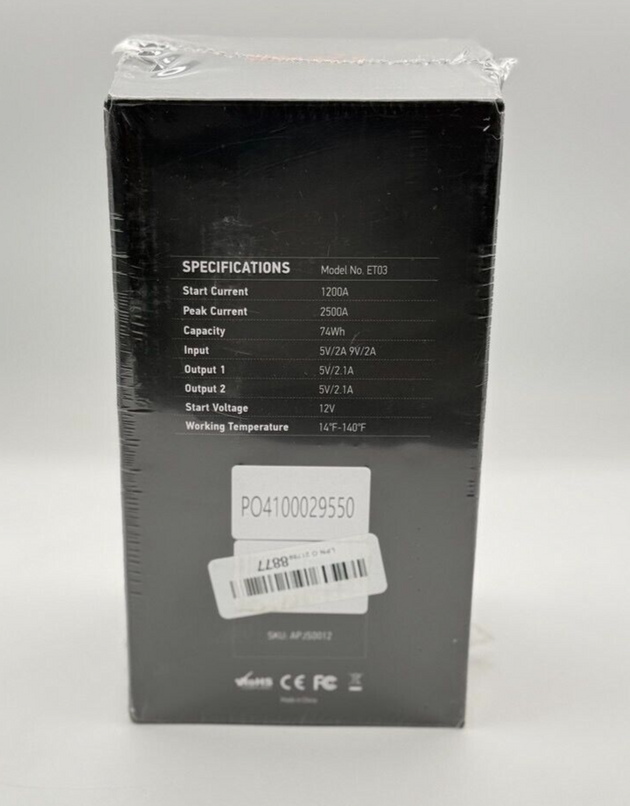 SPECIFICATIONS Model No. ET03
Start Current 1200A
Peak Current 2500A
Capacity 74Wh
Input 5V/2A 9V/2A
Output 1 5V/2.1A
Output 2 5V/2.1A
Start Voltage 12V
Working Temperature 14°F-140°F
PO4100029550
8877
SKU: APJS0012
RoHS CE FC
Made in China